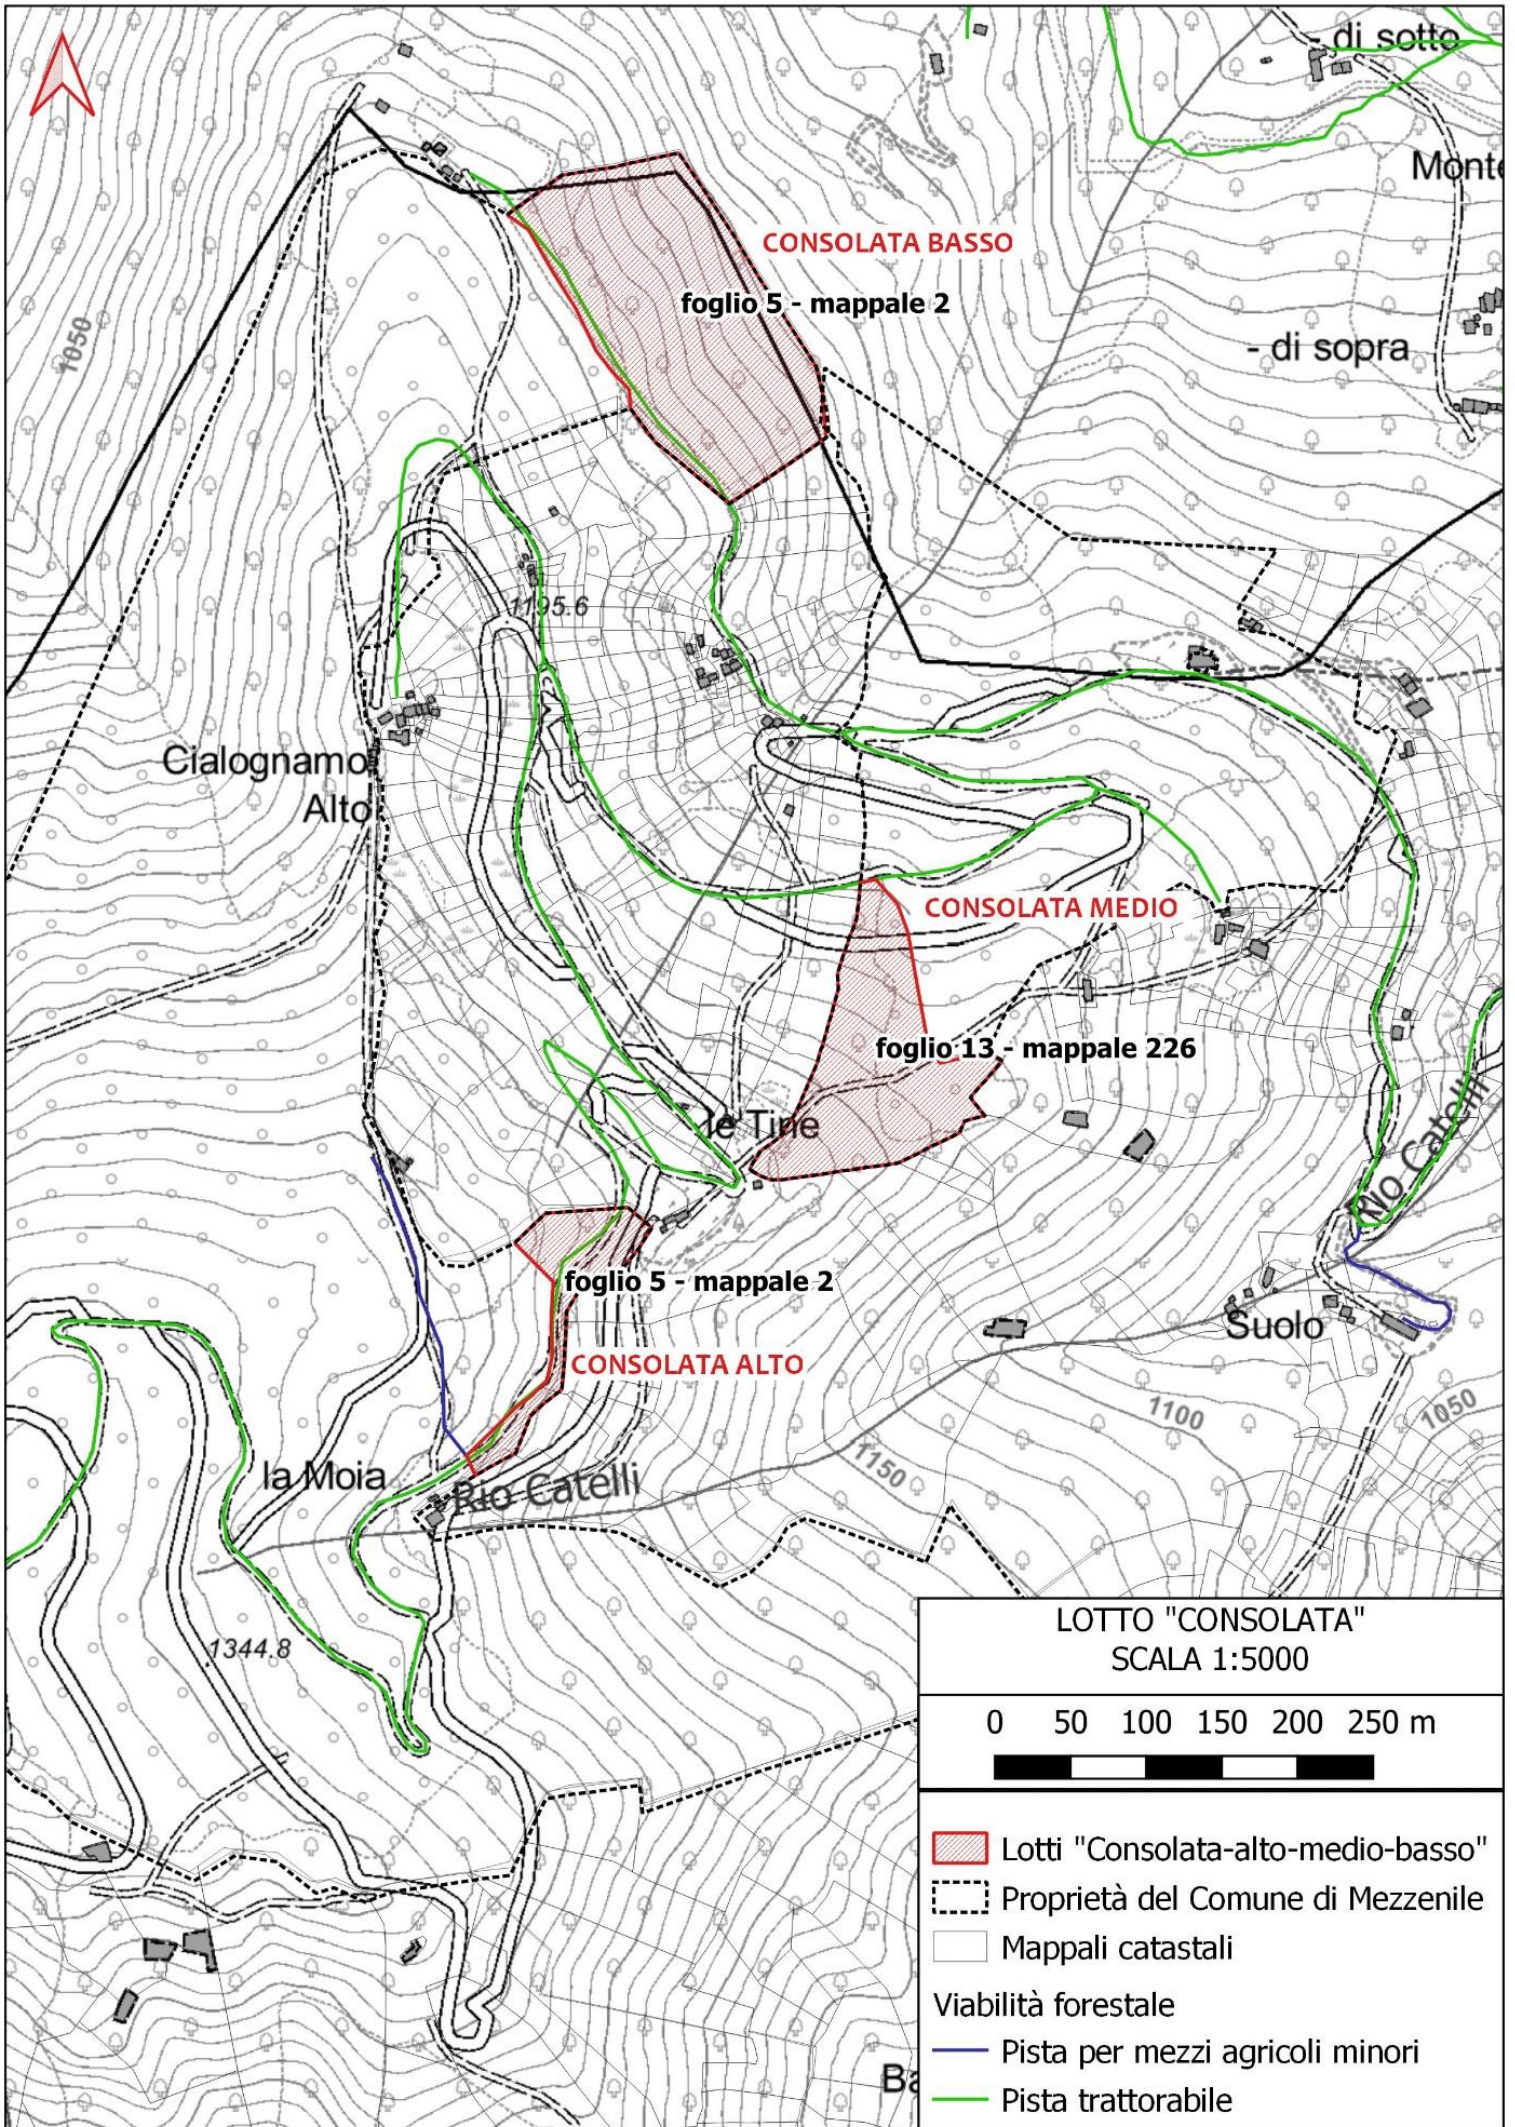 - di sotto
Monte
CONSOLATA BASSO
foglio 5 - mappale 2
1050
- di sopra
1195.6
Cialognamo
Alto
CONSOLATA MEDIO
foglio 13 - mappale 226
le Tine
Rio Catelli
foglio 5 - mappale 2
Suolo
CONSOLATA ALTO
1100
1050
1150
la Moia
Rio Catelli
1344.8
LOTTO "CONSOLATA"
SCALA 1:5000
0 50 100 150 200 250 m
Lotti "Consolata-alto-medio-basso"
Proprietà del Comune di Mezzenile
Mappali catastali
Viabilità forestale
Pista per mezzi agricoli minori
Ba
Pista trattorabile